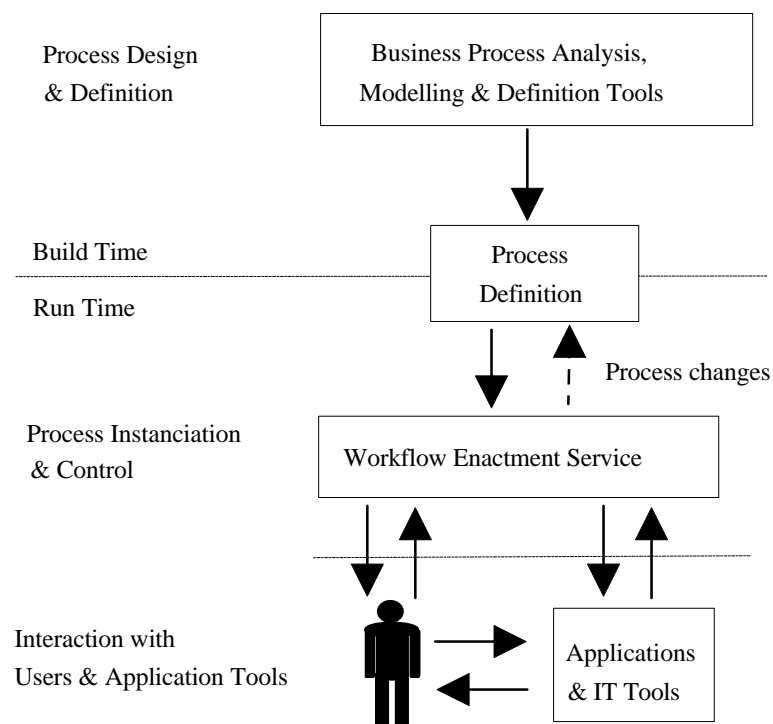 Process Design
& Definition
Business Process Analysis,
Modelling & Definition Tools
Build Time
Process
Definition
Run Time
Process changes
Process Instanciation
& Control
Workflow Enactment Service
Interaction with
Users & Application Tools
Applications
& IT Tools